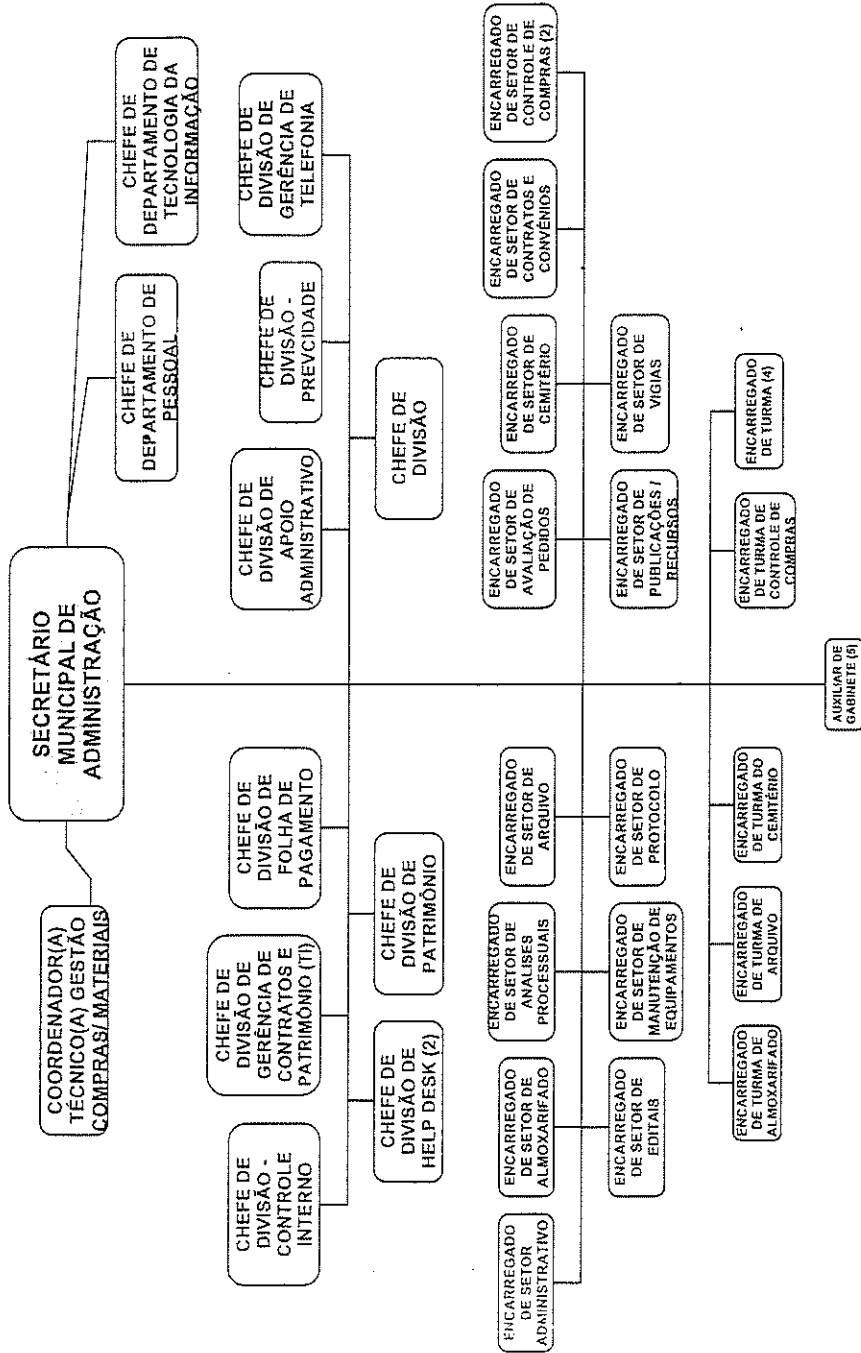 SECRETÁRIO
MUNICIPAL DE
ADMINISTRAÇÃO
COORDENADOR(A)
TÉCNICO(A) GESTÃO
COMPRAS/ MATERIAIS
CHEFE DE
DEPARTAMENTO DE
PESSOAL
CHEFE DE
DEPARTAMENTO DE
TECNOLOGIA DA
INFORMAÇÃO
CHEFE DE
DIVISÃO -
CONTROLE
INTERNO
CHEFE DE
DIVISÃO DE
GERÊNCIA DE
CONTRATOS E
PATRIMÔNIO (TI)
CHEFE DE
DIVISÃO DE
FOLHA DE
PAGAMENTO
CHEFE DE
DIVISÃO DE
APOIO
ADMINISTRATIVO
CHEFE DE
DIVISÃO -
PREVCIDADE
CHEFE DE
DIVISÃO DE
GERÊNCIA DE
TELEFONIA
CHEFE DE
DIVISÃO DE
HELP DESK (2)
CHEFE DE
DIVISÃO DE
PATRIMÔNIO
CHEFE DE
DIVISÃO
ENCARREGADO
DE SETOR
ADMINISTRATIVO
ENCARREGADO
DE SETOR DE
ALMOXARIFADO
ENCARREGADO
DE SETOR DE
ANALISES
PROCESSUAIS
ENCARREGADO
DE SETOR DE
ARQUIVO
ENCARREGADO
DE SETOR DE
AVALIAÇÃO DE
PEDIDOS
ENCARREGADO
DE SETOR DE
CEMITÉRIO
ENCARREGADO
DE SETOR DE
CONTRATOS E
CONVÊNIOS
ENCARREGADO
DE SETOR DE
CONTROLE DE
COMPRAS (2)
ENCARREGADO
DE SETOR DE
EDITAIS
ENCARREGADO
DE SETOR DE
MANUTENÇÃO DE
EQUIPAMENTOS
ENCARREGADO
DE SETOR DE
PROTOCOLO
ENCARREGADO
DE SETOR DE
PUBLICAÇÕES /
RECURSOS
ENCARREGADO
DE SETOR DE
VIGIAS
ENCARREGADO
DE TURMA DE
ALMOXARIFADO
ENCARREGADO
DE TURMA DE
ARQUIVO
ENCARREGADO
DE TURMA DO
CEMITÉRIO
ENCARREGADO
DE TURMA DE
CONTROLE DE
COMPRAS
ENCARREGADO
DE TURMA (4)
AUXILIAR DE
GABINETE (5)